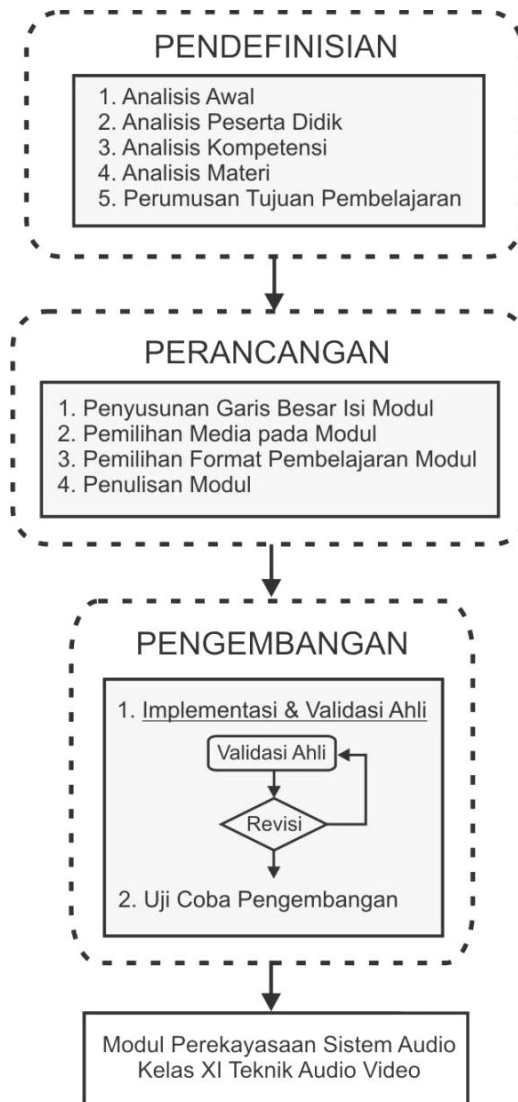 PENDEFINISIAN
1. Analisis Awal
2. Analisis Peserta Didik
3. Analisis Kompetensi
4. Analisis Materi
5. Perumusan Tujuan Pembelajaran
PERANCANGAN
1. Penyusunan Garis Besar Isi Modul
2. Pemilihan Media pada Modul
3. Pemilihan Format Pembelajaran Modul
4. Penulisan Modul
PENGEMBANGAN
1. Implementasi & Validasi Ahli
Validasi Ahli
Revisi
2. Uji Coba Pengembangan
Modul Perekayasaan Sistem Audio
Kelas XI Teknik Audio Video